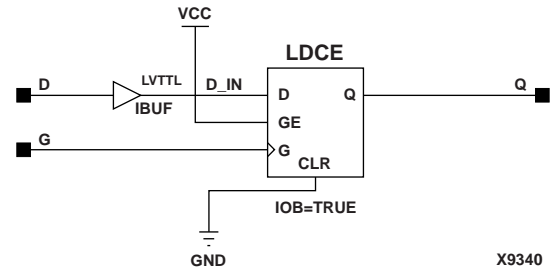 VCC
LDCE
D
LVTTL
D_IN
IBUF
D
Q
Q
GE
G
G
CLR
IOB=TRUE
GND
X9340